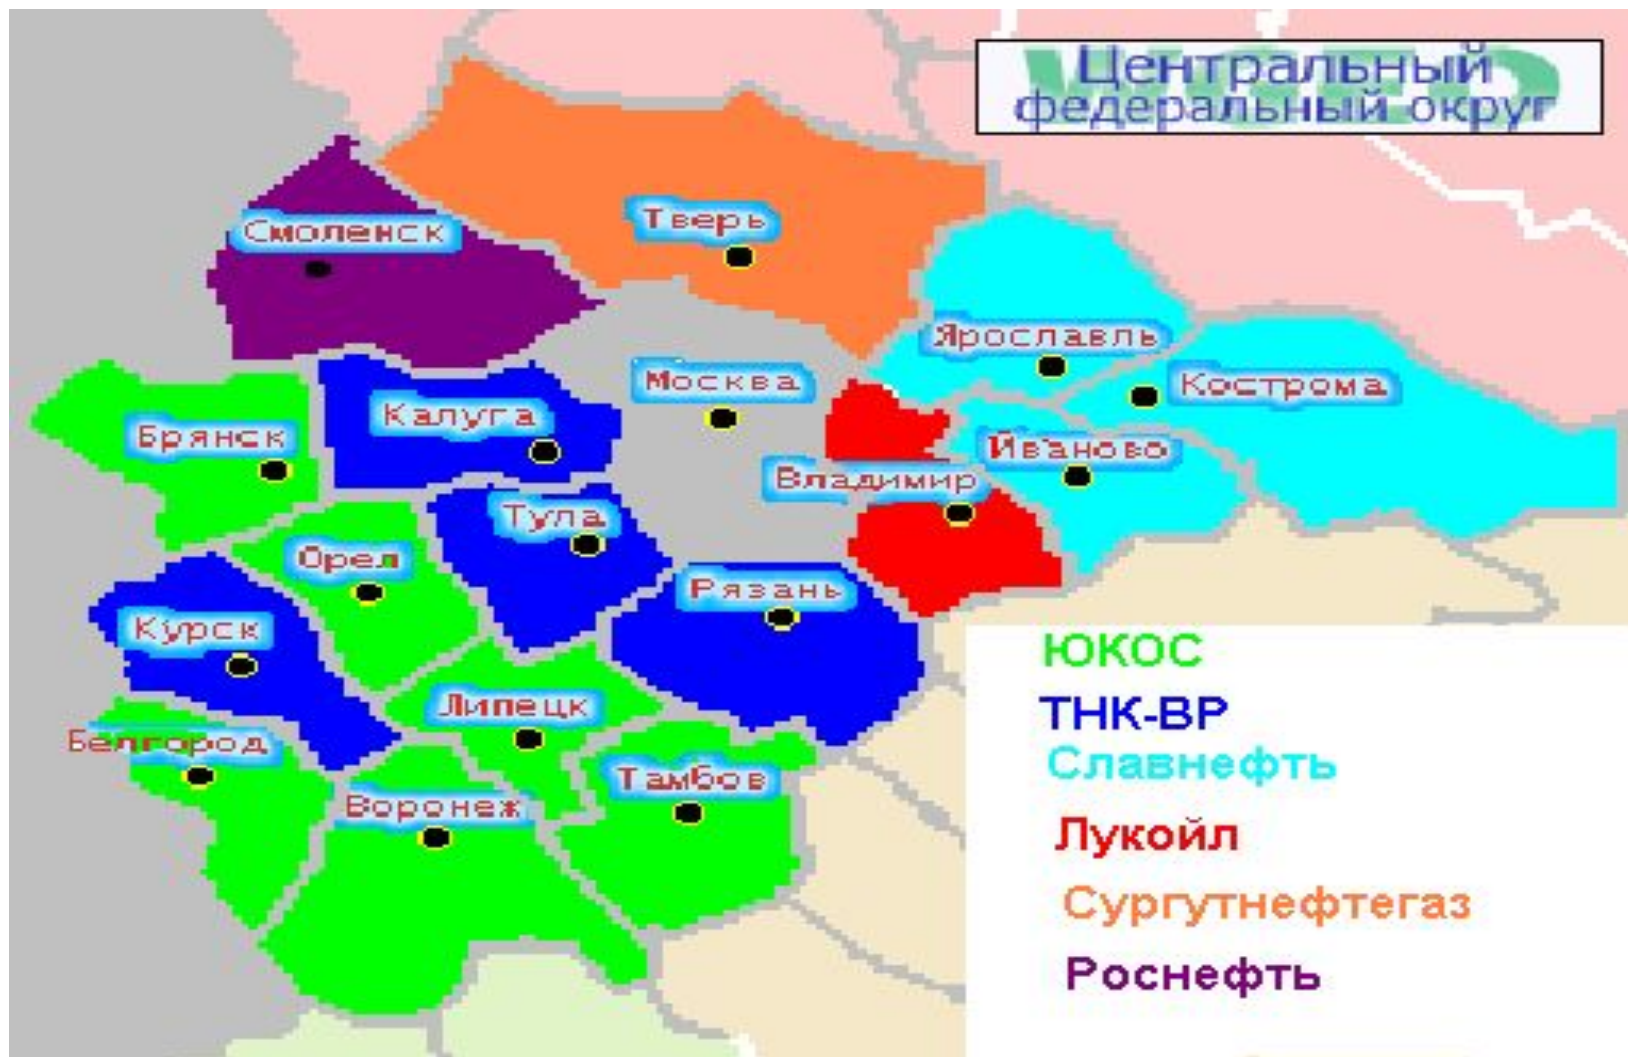 Центральный
федеральный округ
Тверь
Смоленск
Ярославль
Москва
Кострома
Калуга
Брянск
Иваново
Владимир
Тула
Орел
Рязань
Курск
Липецк
Белгород
Тамбов
Воронеж
ЮКОС
ТНК-ВР
Славнефть
Лукойл
Сургутнефтегаз
Роснефть